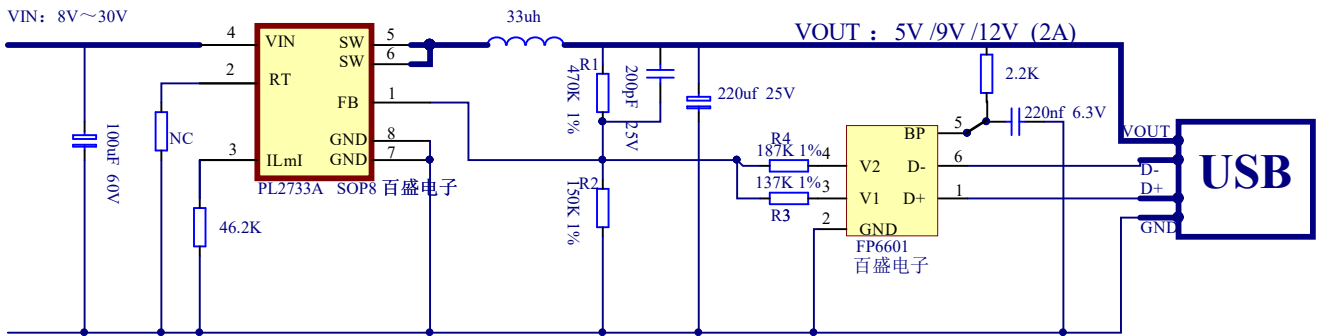 VIN：8V～30V
33uh
VOUT： 5V /9V /12V (2A)
4
VIN
SW
5
SW
6
2
RT
FB
1
GND
8
GND
7
3
ILmI
PL2733A SOP8 百盛电子
100uF 60V
NC
46.2K
R1
470K 1%
200pF 25V
R2
150K 1%
220uf 25V
2.2K
220nf 6.3V
R4
187K 1%
137K 1%
R3
4
V2
3
V1
2
GND
BP
5
D-
6
D+
1
FP6601
百盛电子
VOUT
D-
D+
GND
USB